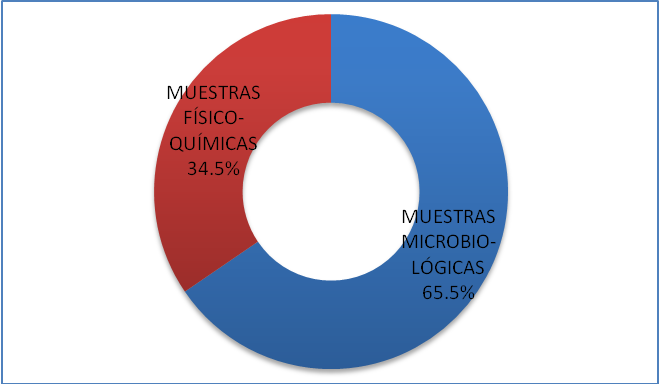 MUESTRAS
FÍSICO-
QUÍMICAS
34.5%
MUESTRAS
MICROBIO-
LÓGICAS
65.5%